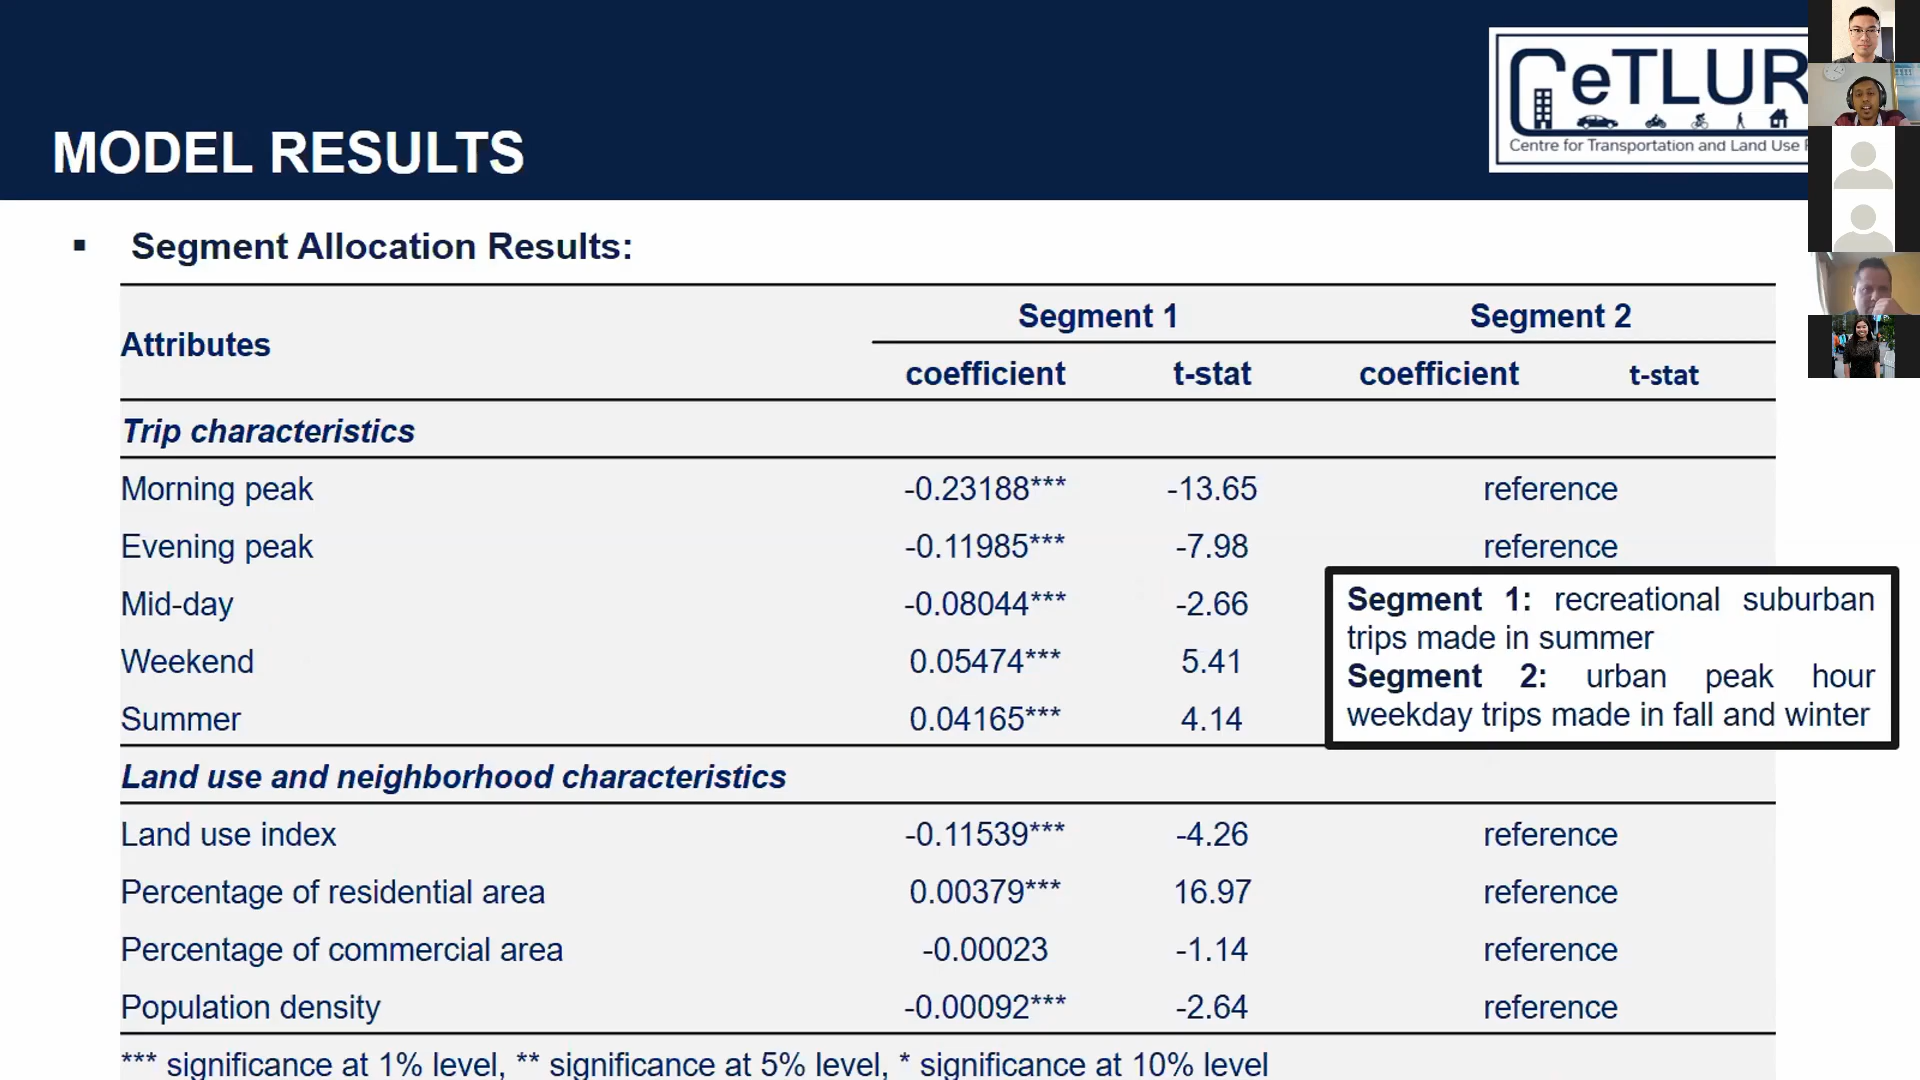 CeTLUR
Centre for Transportation and Land Use
MODEL RESULTS
▪ Segment Allocation Results:
Attributes Segment 1 Segment 2
coefficient t-stat coefficient t-stat
Trip characteristics
Morning peak -0.23188*** -13.65 reference
Evening peak -0.11985*** -7.98 reference
Mid-day -0.08044*** -2.66
Weekend 0.05474*** 5.41
Summer 0.04165*** 4.14
Segment 1: recreational suburban
trips made in summer
Segment 2: urban peak hour
weekday trips made in fall and winter
Land use and neighborhood characteristics
Land use index -0.11539*** -4.26 reference
Percentage of residential area 0.00379*** 16.97 reference
Percentage of commercial area -0.00023 -1.14 reference
Population density -0.00092*** -2.64 reference
*** significance at 1% level, ** significance at 5% level, * significance at 10% level